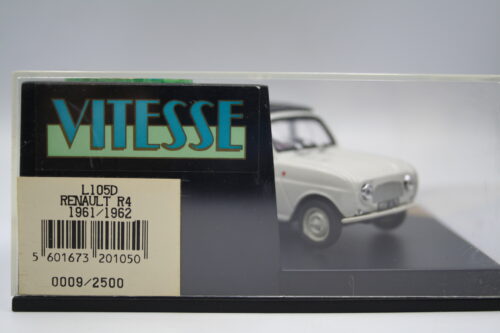 VITESSE
L105D
RENAULT R4
1961/1962
5 601673 201050
0009/2500